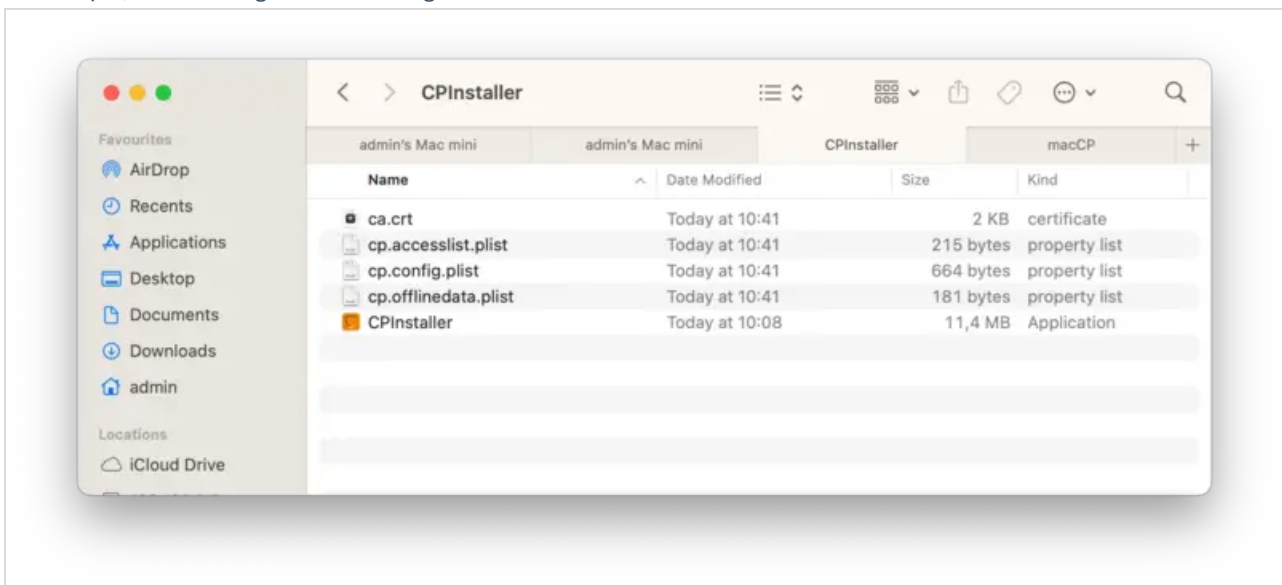 CPInstaller
admin's Mac mini admin's Mac mini CPInstaller macCP +
Favourites
AirDrop
Recents
Applications
Desktop
Documents
Downloads
admin
Locations
iCloud Drive
Name Date Modified Size Kind
ca.crt Today at 10:41 2 KB certificate
cp.accesslist.plist Today at 10:41 215 bytes property list
cp.config.plist Today at 10:41 664 bytes property list
cp.offlinedata.plist Today at 10:41 181 bytes property list
CPInstaller Today at 10:08 11,4 MB Application